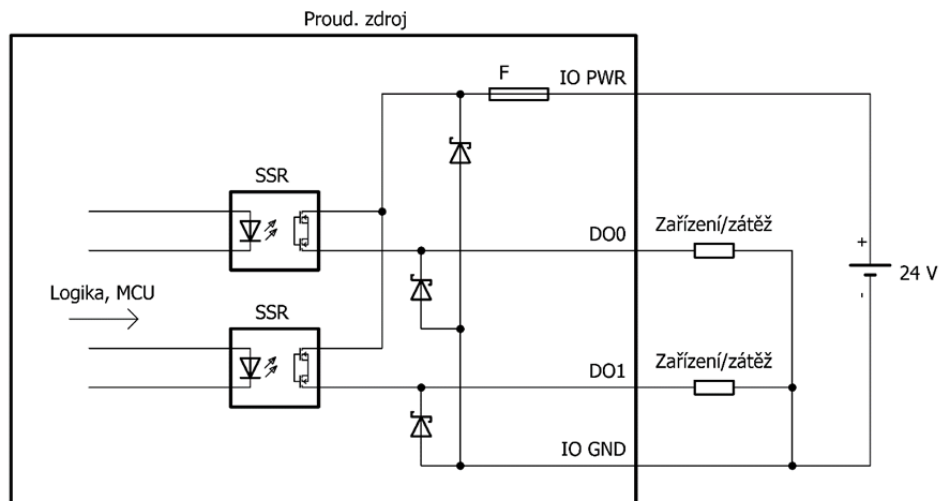 Proud. zdroj
F
IO PWR
SSR
DO0
Zařízení/zátěž
+
24 V
-
Logika, MCU
SSR
DO1
Zařízení/zátěž
IO GND